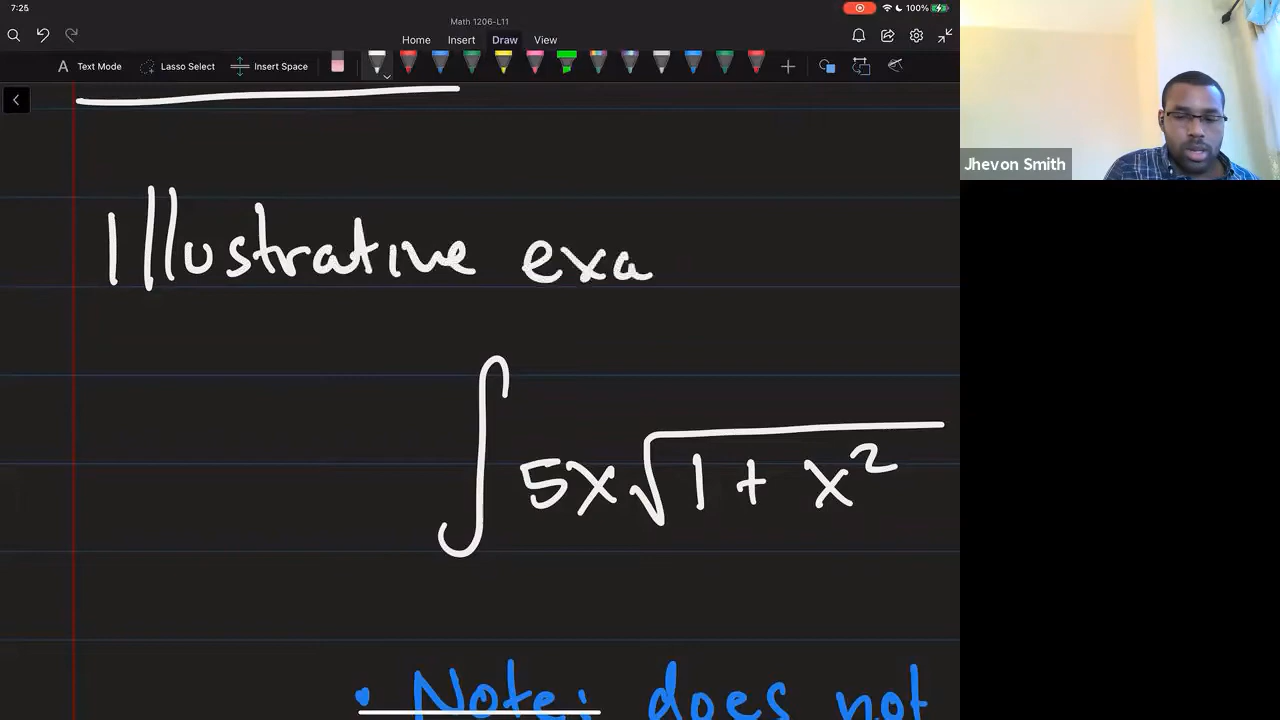 7:25
100%
Math 1206-L11
Home Insert Draw View
A Text Mode Lasso Select Insert Space
Jhevon Smith
Illustrative exa
∫ 5x√(1 + x²)
• Note: does not